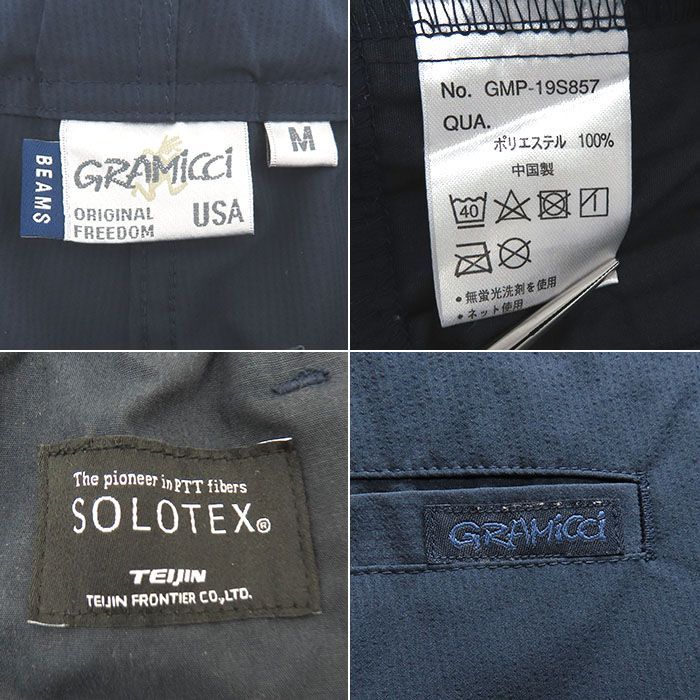 BEAMS
GRAMiCCi
ORIGINAL
FREEDOM
USA
M
No. GMP-19S857
QUA.
ポリエステル 100%
中国製
40
・無蛍光洗剤を使用
・ネット使用
The pioneer in PTT fibers
SOLOTEX®
TEIJIN
TEIJIN FRONTIER CO.,LTD.
GRAMiCCi